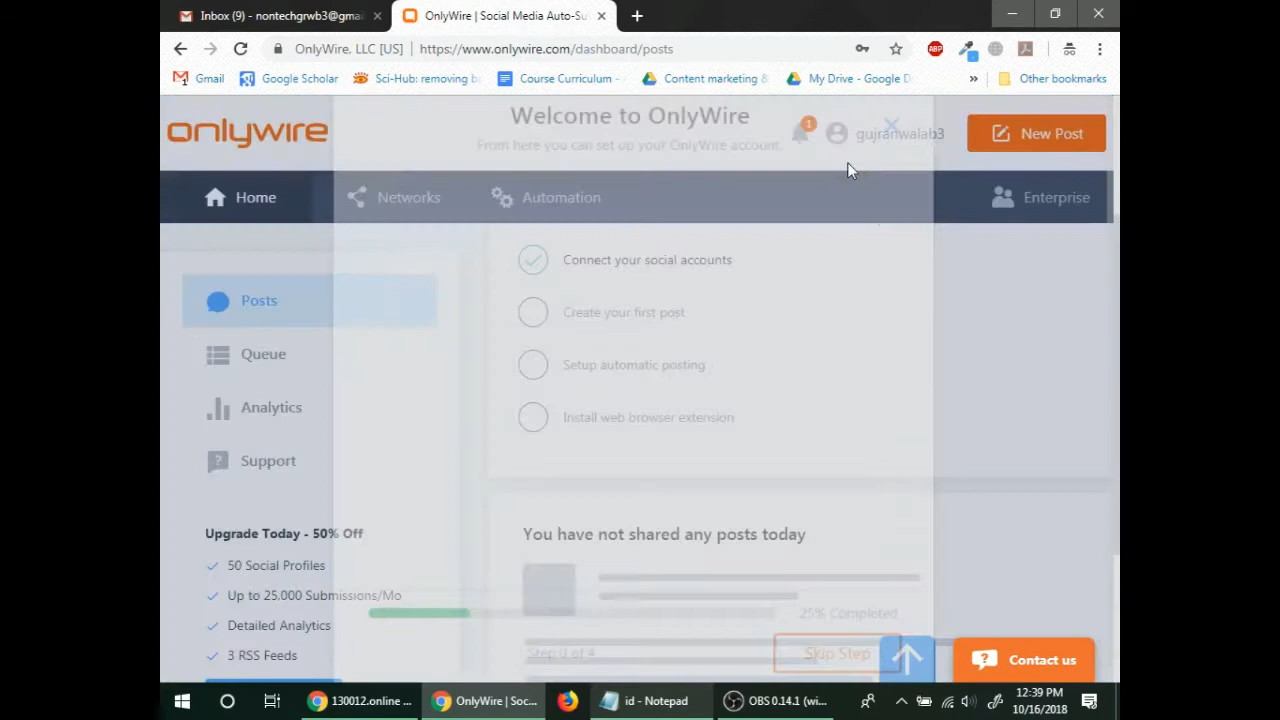 Inbox (9) - nontechgrwb3@gmai
OnlyWire | Social Media Auto-Su
OnlyWire, LLC [US]
https://www.onlywire.com/dashboard/posts
ABP
Gmail
Google Scholar
Sci-Hub: removing b
Course Curriculum -
Content marketing &
My Drive - Google D
»
Other bookmarks
onlywire
Welcome to OnlyWire
From here you can set up your OnlyWire account.
1
gujranwalab3
New Post
Home
Networks
Automation
Enterprise
Connect your social accounts
Create your first post
Setup automatic posting
Install web browser extension
Posts
Queue
Analytics
Support
Upgrade Today - 50% Off
50 Social Profiles
Up to 25,000 Submissions/Mo
Detailed Analytics
3 RSS Feeds
You have not shared any posts today
25% Completed
Skip Step
Contact us
130012.online ...
OnlyWire | Soc...
id - Notepad
OBS 0.14.1 (wi...
12:39 PM
10/16/2018